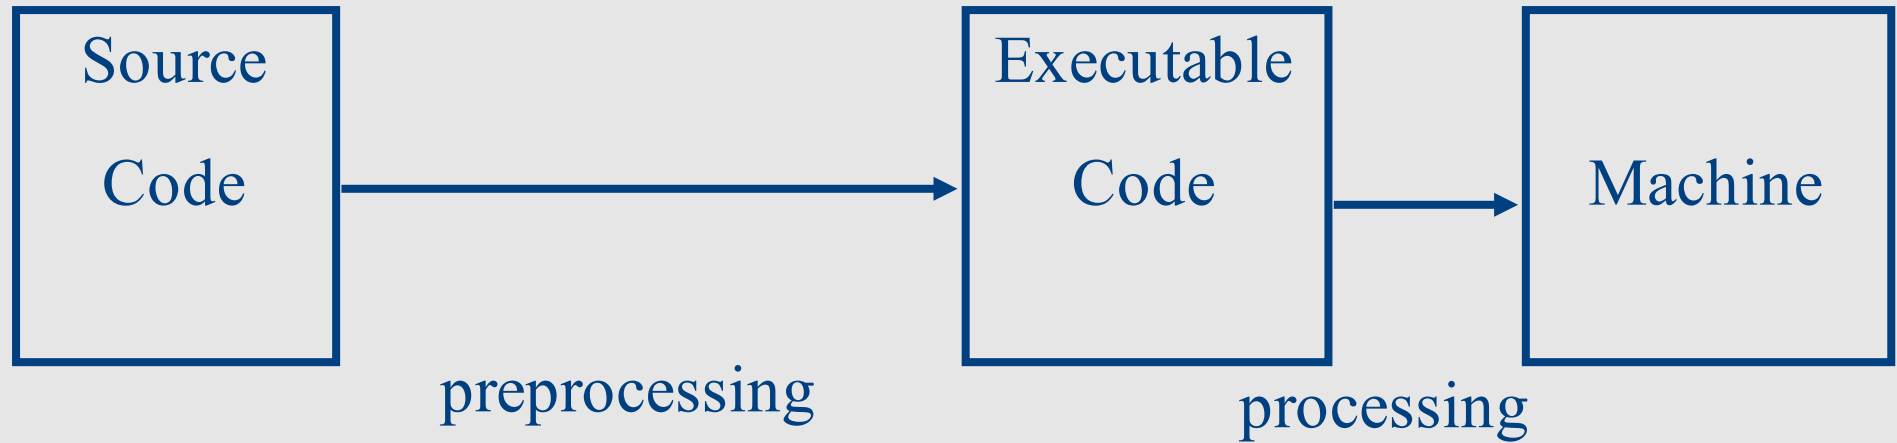 Source
Code
Executable
Code
Machine
preprocessing
processing